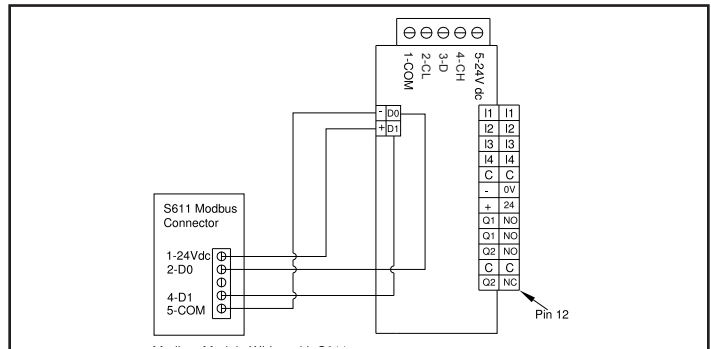 1-COM
2-CL
3-D
4-CH
5-24V dc
- D0
+ D1
I1 I1
I2 I2
I3 I3
I4 I4
C C
- 0V
+ 24
Q1 NO
Q1 NO
Q2 NO
C C
Q2 NC
Pin 12
S611 Modbus
Connector
1-24Vdc
2-D0
4-D1
5-COM